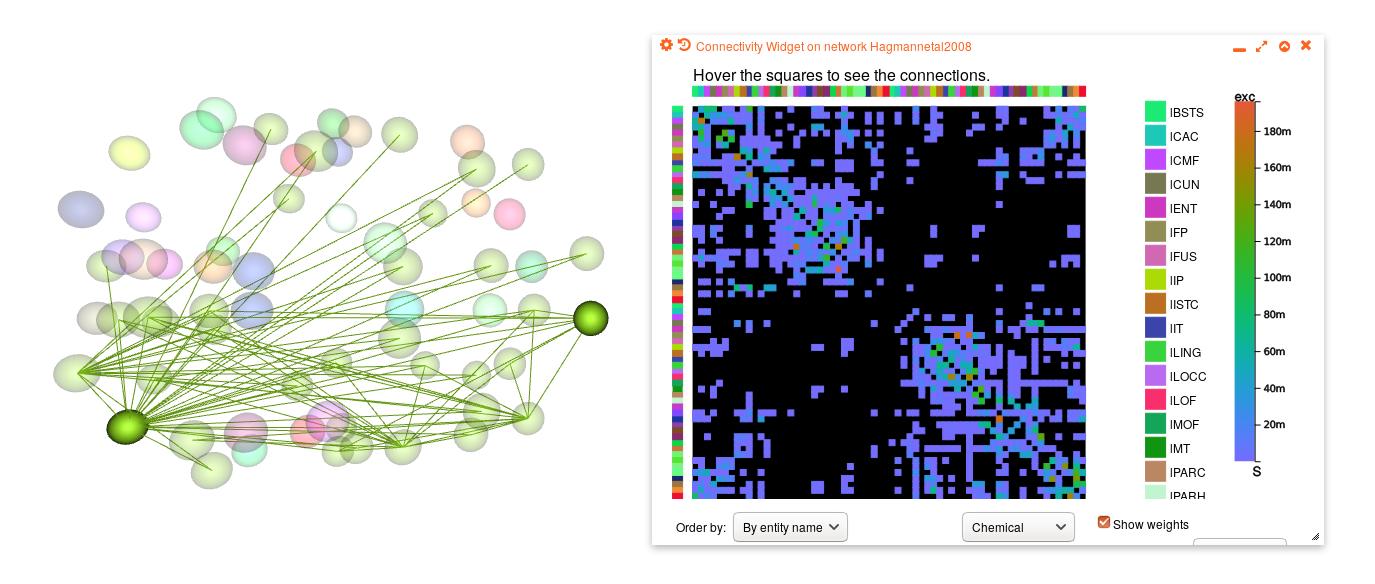 Connectivity Widget on network Hagmannetal2008
Hover the squares to see the connections.
exc
IBSTS
ICAC
ICMF
ICUN
IENT
IFP
IFUS
IIP
IISTC
IIT
ILING
ILOCC
ILOF
IMOF
IMT
IPARC
IPARH
180m
160m
140m
120m
100m
80m
60m
40m
20m
S
Order by:
By entity name
Chemical
Show weights